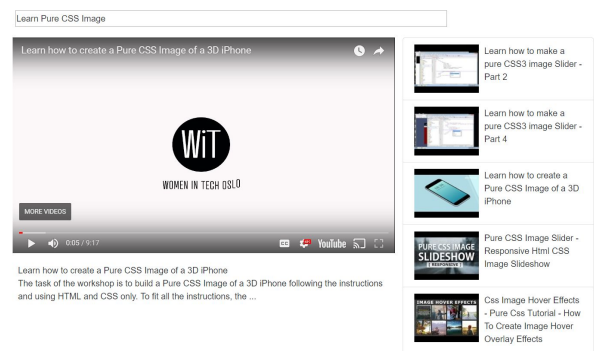 Learn Pure CSS Image
Learn how to create a Pure CSS Image of a 3D iPhone
WiT
WOMEN IN TECH OSLO
MORE VIDEOS
0:05 / 9:17
CC
YouTube
Learn how to create a Pure CSS Image of a 3D iPhone
The task of the workshop is to build a Pure CSS Image of a 3D iPhone following the instructions
and using HTML and CSS only. To fit all the instructions, the ...
Learn how to make a
pure CSS3 image Slider -
Part 2
Learn how to make a
pure CSS3 image Slider -
Part 4
Learn how to create a
Pure CSS Image of a 3D
iPhone
PURE CSS IMAGE
SLIDESHOW
[ RESPONSIVE ]
Pure CSS Image Slider -
Responsive Html CSS
Image Slideshow
IMAGE HOVER EFFECTS
Css Image Hover Effects
- Pure Css Tutorial - How
To Create Image Hover
Overlay Effects